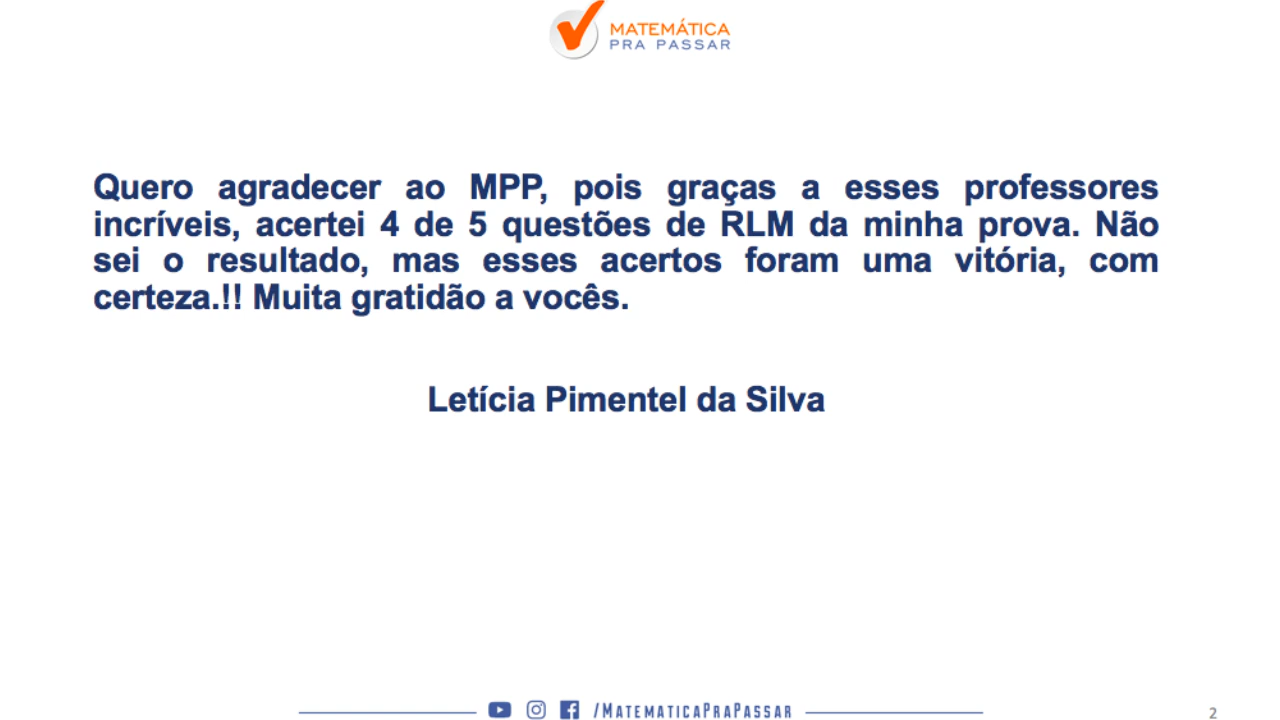 MATEMÁTICA
PRA PASSAR
Quero agradecer ao MPP, pois graças a esses professores
incríveis, acertei 4 de 5 questões de RLM da minha prova. Não
sei o resultado, mas esses acertos foram uma vitória, com
certeza.!! Muita gratidão a vocês.
Letícia Pimentel da Silva
/MATEMATICAPRAPASSAR
2